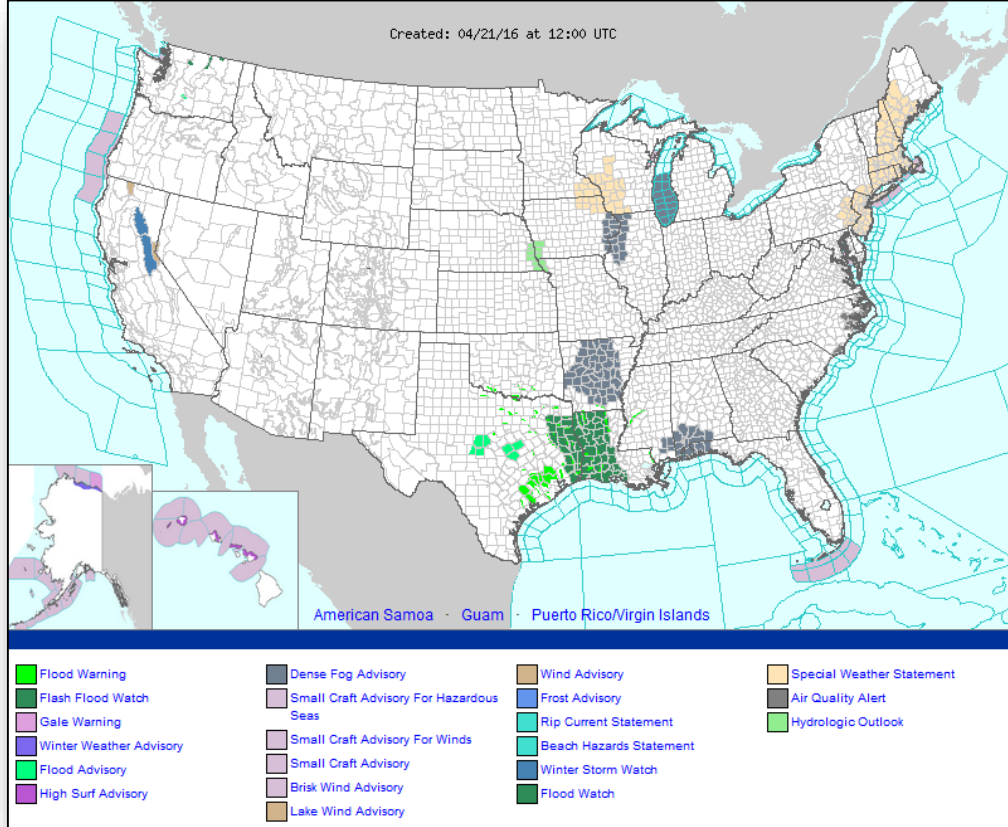 Created: 04/21/16 at 12:00 UTC
American Samoa · Guam · Puerto Rico/Virgin Islands
Flood Warning
Flash Flood Watch
Gale Warning
Winter Weather Advisory
Flood Advisory
High Surf Advisory
Dense Fog Advisory
Small Craft Advisory For Hazardous
Seas
Small Craft Advisory For Winds
Small Craft Advisory
Brisk Wind Advisory
Lake Wind Advisory
Wind Advisory
Frost Advisory
Rip Current Statement
Beach Hazards Statement
Winter Storm Watch
Flood Watch
Special Weather Statement
Air Quality Alert
Hydrologic Outlook